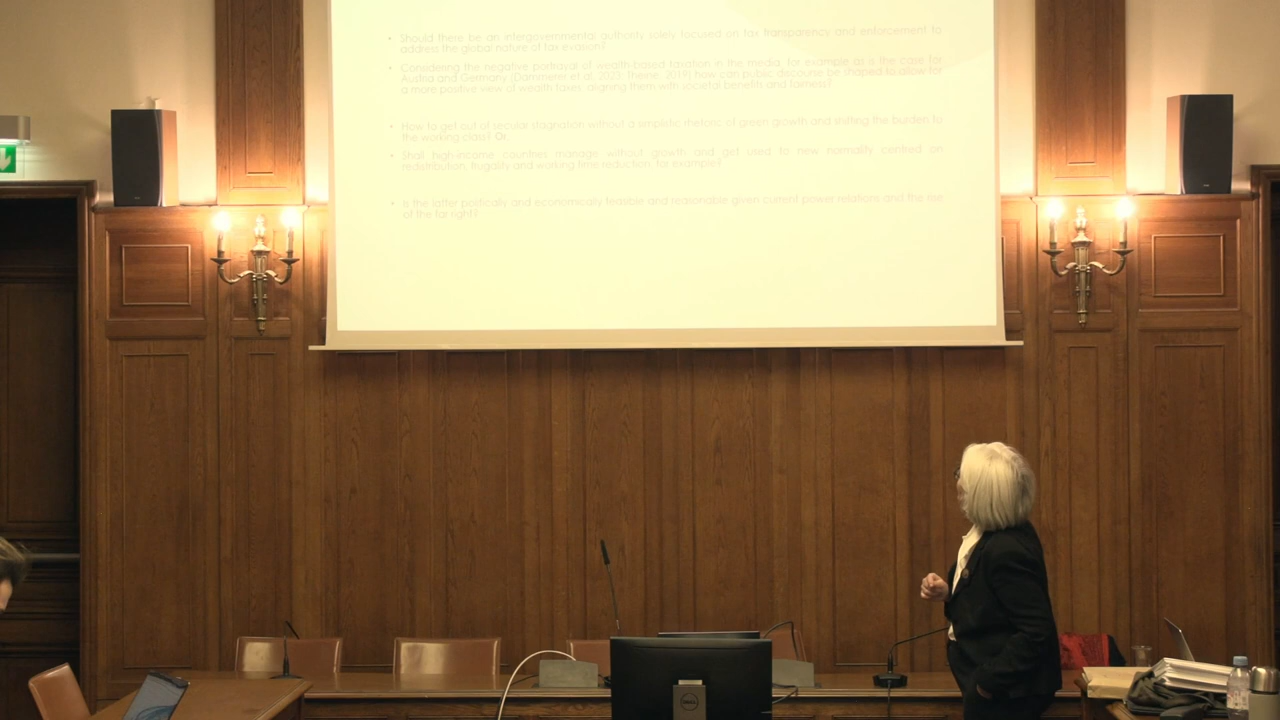 • Should there be an intergovernmental authority solely focused on tax transparency and enforcement to
address the global nature of tax evasion?
• Considering the negative portrayal of wealth-based taxation in the media, for example as is the case for
Austria and Germany (Dammerer et al. 2023; Theine, 2019) how can public discourse be shaped to allow for
a more positive view of wealth taxes, aligning them with societal benefits and fairness?
• How to get out of secular stagnation without a simplistic rhetoric of green growth and shifting the burden to
the working class? Or
• Shall high-income countries manage without growth and get used to new normality centred on
redistribution, frugality and working time reduction, for example?
• Is the latter politically and economically feasible and reasonable given current power relations and the rise
of the far right?
DELL